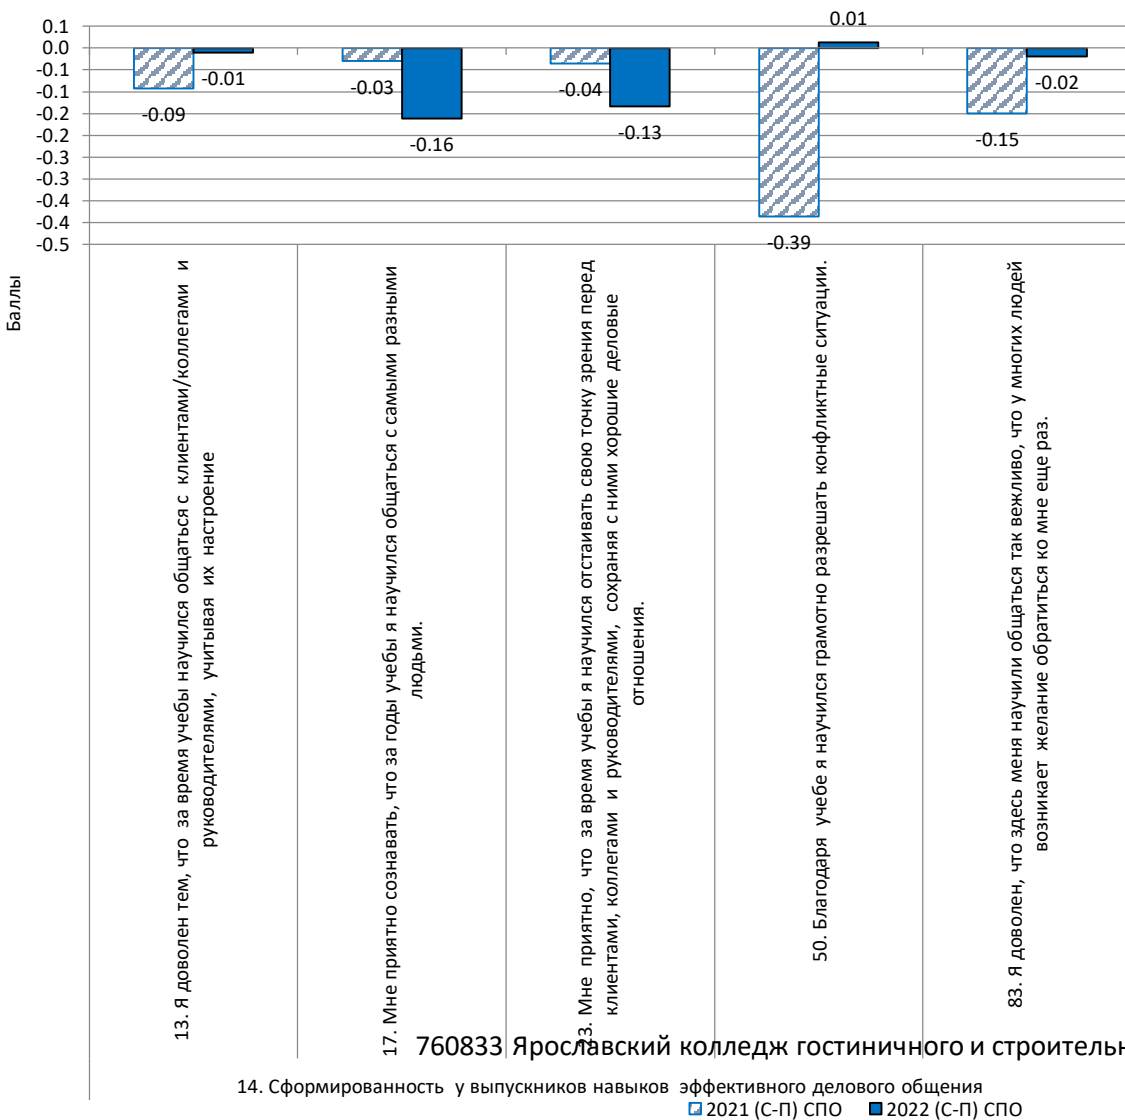 0.1
0.0
-0.1
-0.1
-0.2
-0.2
-0.3
-0.3
-0.4
-0.4
-0.5
Баллы
-0.09
-0.01
-0.03
-0.16
-0.04
-0.13
-0.39
0.01
-0.15
-0.02
13. Я доволен тем, что за время учебы научился общаться с клиентами/коллегами и
руководителями, учитывая их настроение
17. Мне приятно сознавать, что за годы учебы я научился общаться с самыми разными
людьми.
23. Мне приятно, что за время учебы я научился отстаивать свою точку зрения перед
клиентами, коллегами и руководителями, сохраняя с ними хорошие деловые
отношения.
50. Благодаря учебе я научился грамотно разрешать конфликтные ситуации.
83. Я доволен, что здесь меня научили общаться так вежливо, что у многих людей
возникает желание обратиться ко мне еще раз.
760833 Ярославский колледж гостиничного и строительн
14. Сформированность у выпускников навыков эффективного делового общения
2021 (С-П) СПО
2022 (С-П) СПО